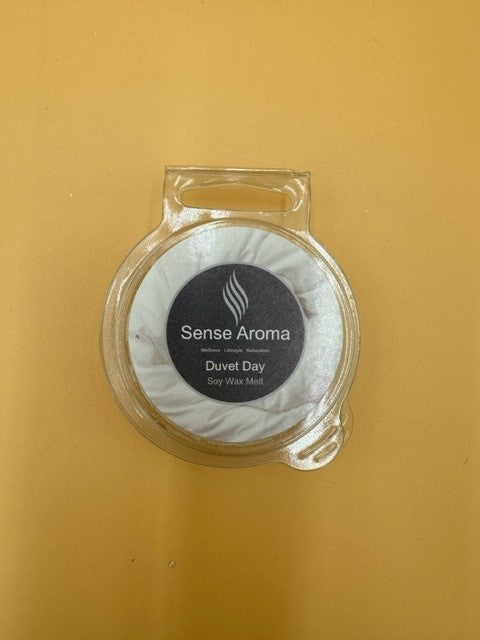 Sense Aroma
Wellness Lifestyle Relaxation
Duvet Day
Soy Wax Melt